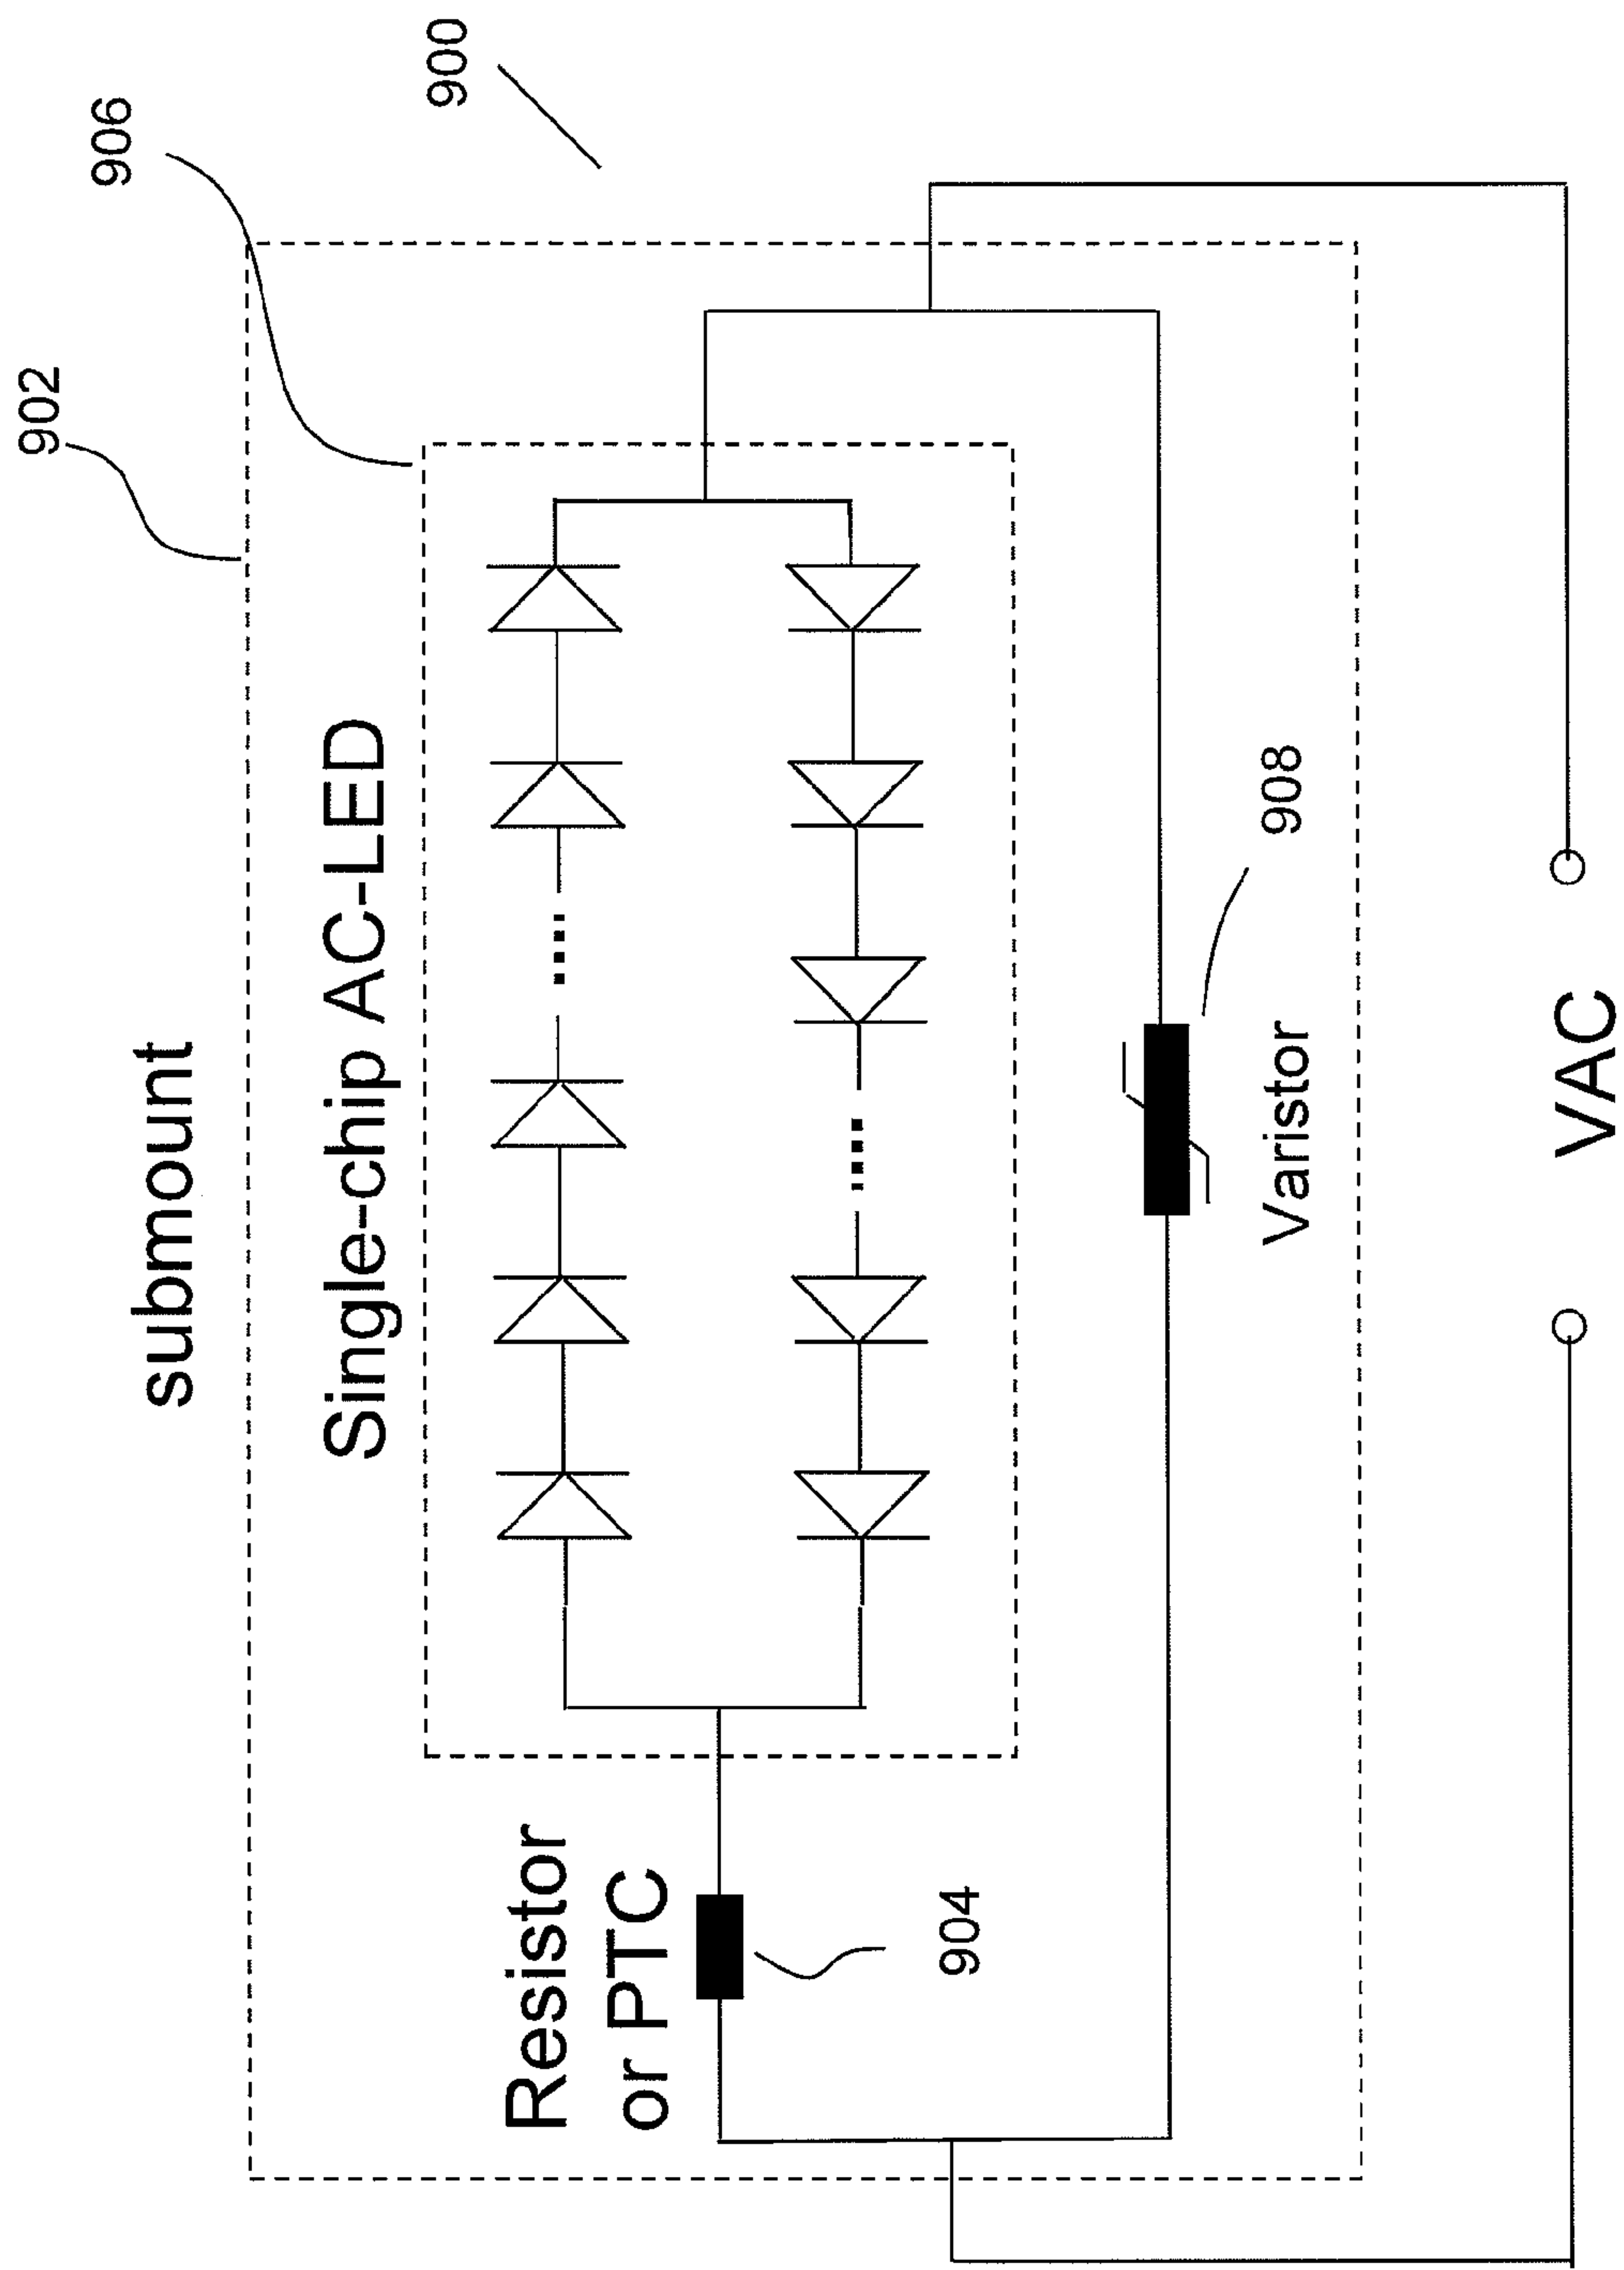 900
906
902
submount
Single-chip AC-LED
Resistor
or PTC
904
908
Varistor
VAC